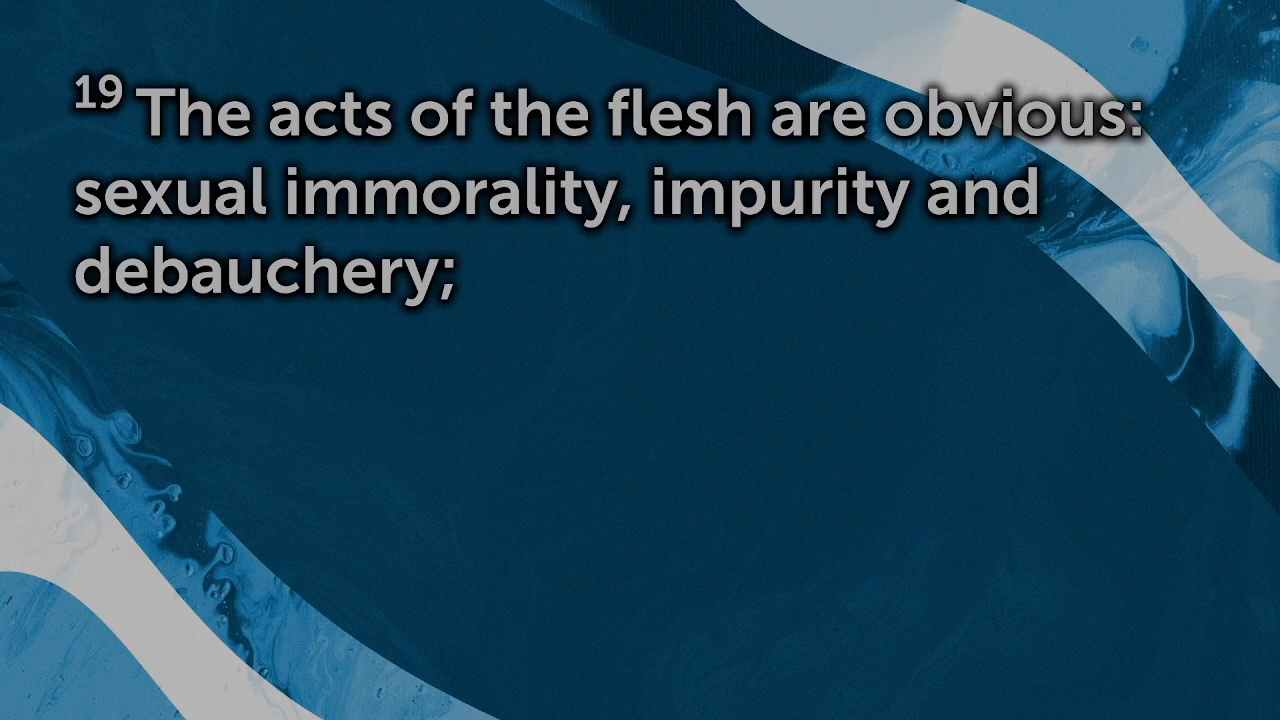 19 The acts of the flesh are obvious:
sexual immorality, impurity and
debauchery;